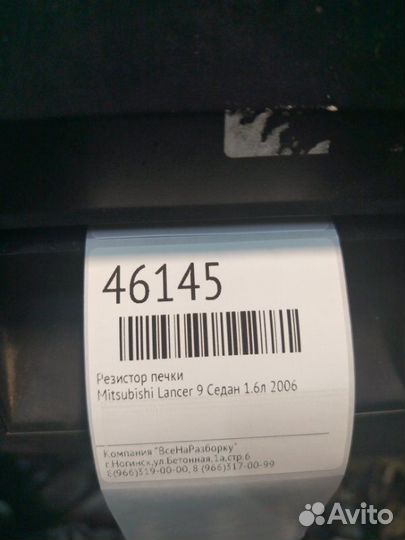 46145
Резистор печки
Mitsubishi Lancer 9 Седан 1.6л 2006
Компания "ВсеНаРазборку"
г.Ногинск,ул.Бетонная,1а,стр.6
8(966)319-00-00, 8 (966)317-00-99
Avito